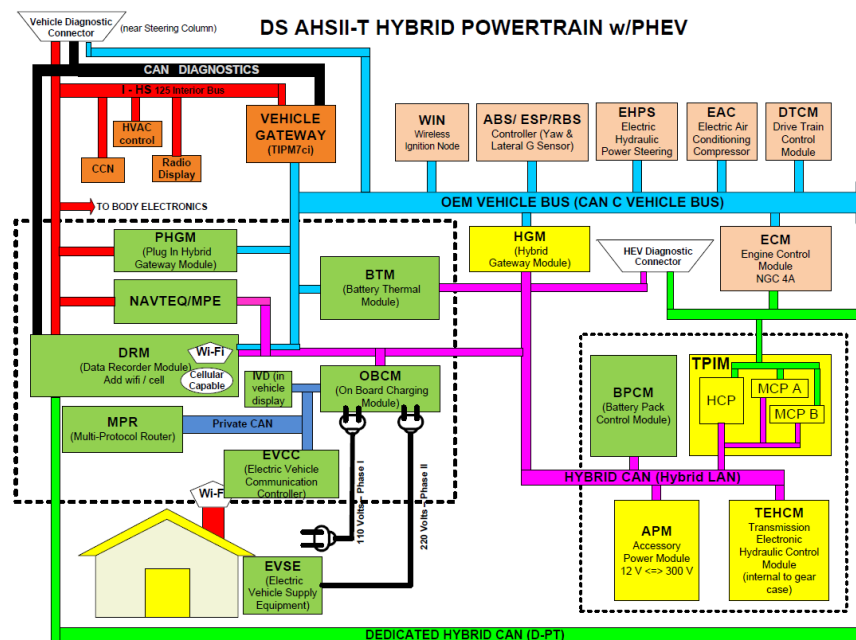 DS AHSII-T HYBRID POWERTRAIN w/PHEV
Vehicle Diagnostic
Connector
(near Steering Column)
CAN DIAGNOSTICS
I - HS 125 Interior Bus
HVAC
control
CCN
Radio
Display
VEHICLE
GATEWAY
(TIPM7ci)
WIN
Wireless
Ignition Node
ABS/ ESP/RBS
Controller (Yaw &
Lateral G Sensor)
EHPS
Electric
Hydraulic
Power Steering
EAC
Electric Air
Conditioning
Compressor
DTCM
Drive Train
Control
Module
TO BODY ELECTRONICS
OEM VEHICLE BUS (CAN C VEHICLE BUS)
PHGM
(Plug In Hybrid
Gateway Module)
BTM
(Battery Thermal
Module)
HGM
(Hybrid
Gateway Module)
HEV Diagnostic
Connector
ECM
Engine Control
Module
NGC 4A
NAVTEQ/MPE
DRM
(Data Recorder Module)
Add wifi / cell
Wi-Fi
Cellular
Capable
IVD (in
vehicle
display)
OBCM
(On Board Charging
Module)
BPCM
(Battery Pack
Control Module)
TPIM
HCP
MCP A
MCP B
MPR
(Multi-Protocol Router)
Private CAN
EVCC
(Electric Vehicle
Communication
Controller)
110 Volts – Phase I
220 Volts – Phase II
HYBRID CAN (Hybrid LAN)
Wi-F
EVSE
(Electric
Vehicle Supply
Equipment)
APM
Accessory
Power Module
12 V <=> 300 V
TEHCM
Transmission
Electronic
Hydraulic Control
Module
(internal to gear
case)
DEDICATED HYBRID CAN (D-PT)